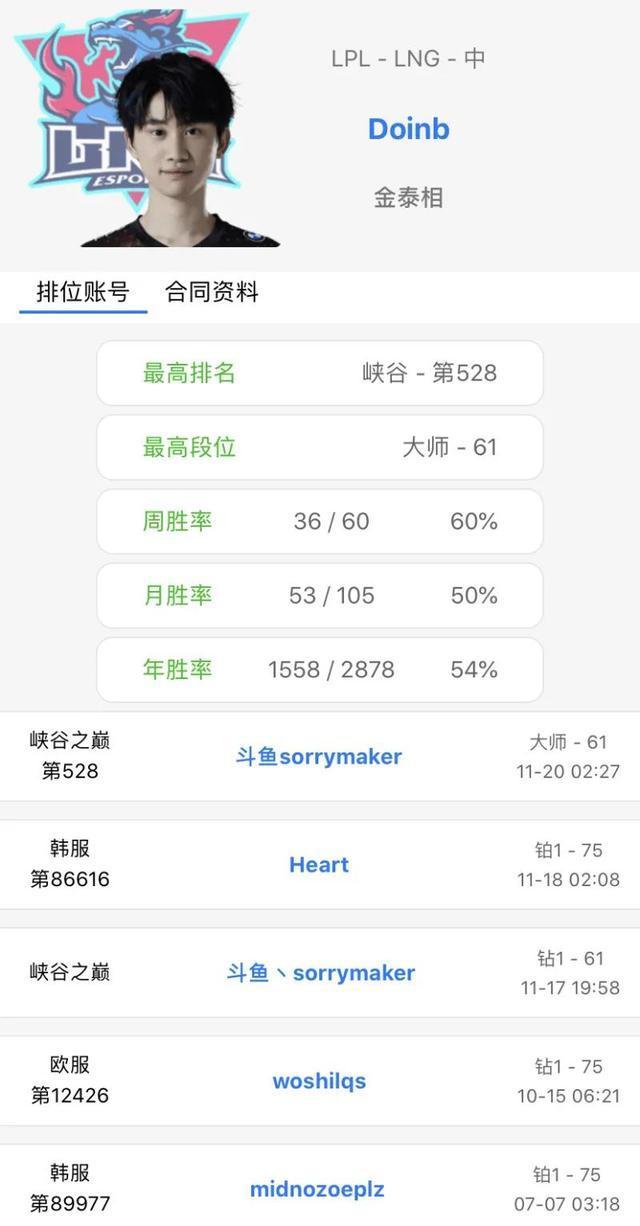 LNG
ESPO
LPL - LNG - 中
Doinb
金泰相
排位账号 合同资料
最高排名 峡谷 - 第528
最高段位 大师 - 61
周胜率 36 / 60 60%
月胜率 53 / 105 50%
年胜率 1558 / 2878 54%
峡谷之巅
第528
斗鱼sorrymaker
大师 - 61
11-20 02:27
韩服
第86616
Heart
铂1 - 75
11-18 02:08
峡谷之巅
斗鱼丶sorrymaker
钻1 - 61
11-17 19:58
欧服
第12426
woshilqs
钻1 - 75
10-15 06:21
韩服
第89977
midnozoeplz
铂1 - 75
07-07 03:18